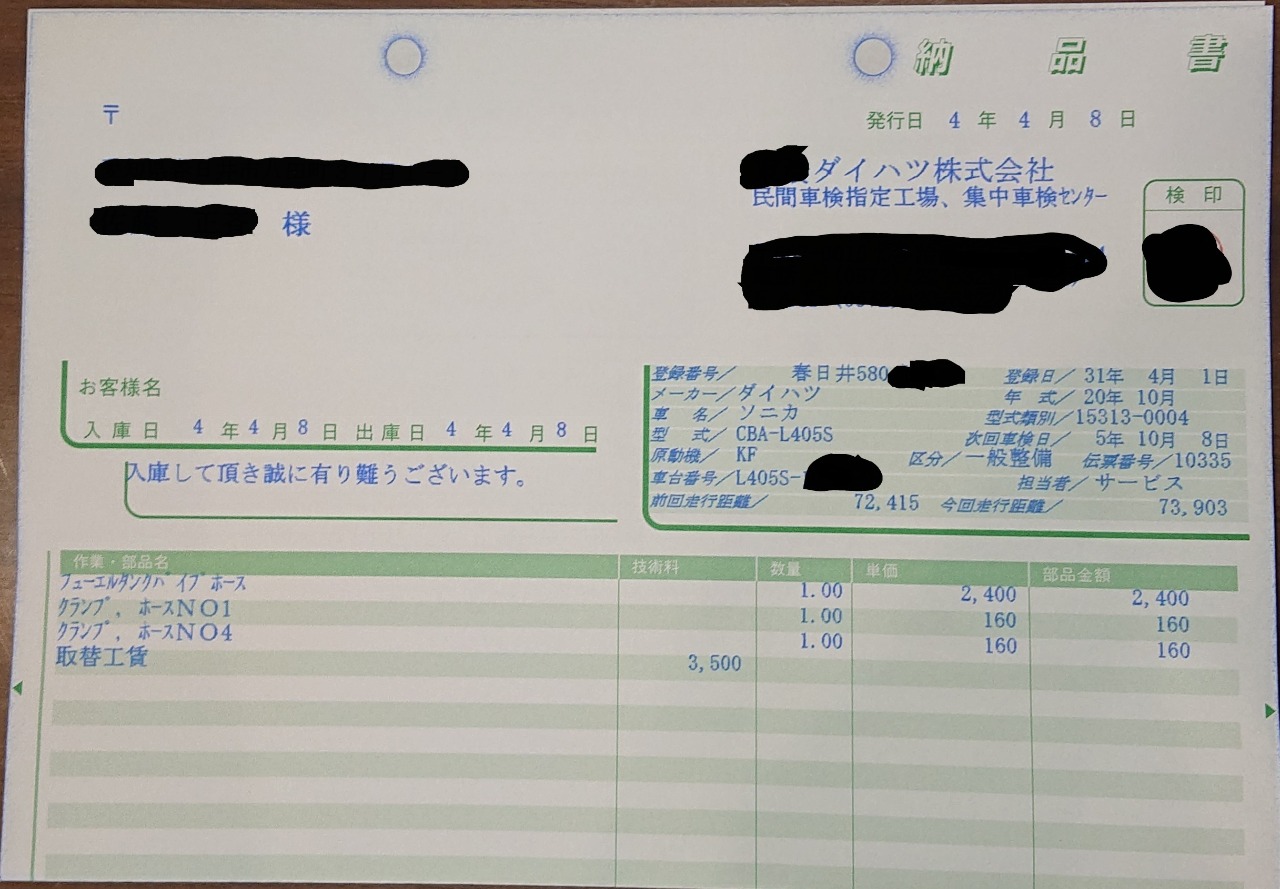 納品書
〒
発行日 4年 4月 8日
ダイハツ株式会社
民間車検指定工場、集中車検センター
様
検印
お客様名
入庫日 4年4月8日 出庫日 4年4月8日
入庫して頂き誠に有り難うございます。
登録番号／ 春日井580 登録日／31年 4月 1日
メーカー／ダイハツ 年式／20年 10月
車名／ソニカ 型式類別／15313-0004
型式／CBA-L405S 次回車検日／ 5年 10月 8日
原動機／ KF 区分／一般整備 伝票番号／10335
車台番号／L405S- 担当者／サービス
前回走行距離／ 72,415 今回走行距離／ 73,903
作業・部品名 技術料 数量 単価 部品金額
フューエルタンクパイプホース 1.00 2,400 2,400
クランプ，ホースNO1 1.00 160 160
クランプ，ホースNO4 1.00 160 160
取替工賃 3,500